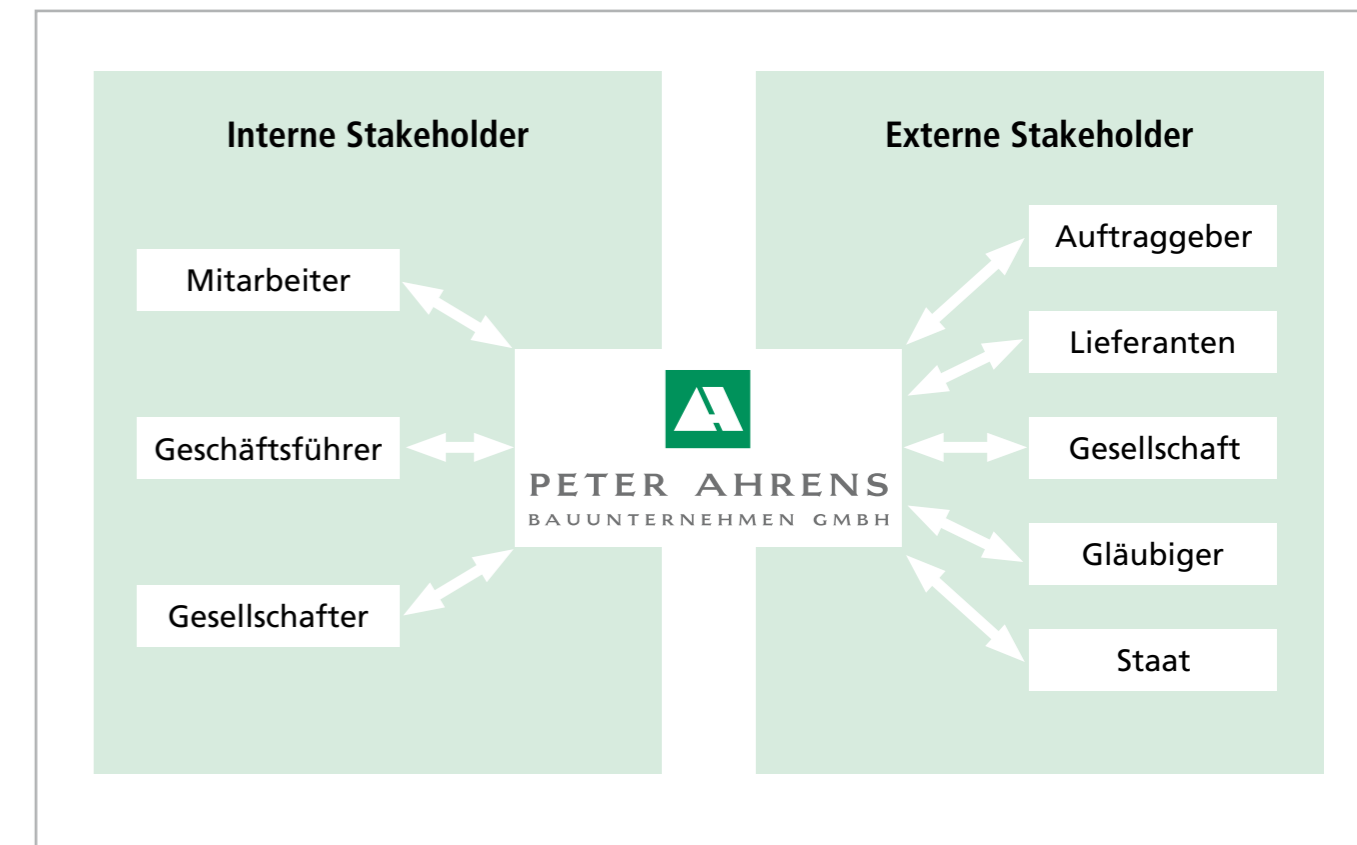 Interne Stakeholder
Mitarbeiter
Geschäftsführer
Gesellschafter
PETER AHRENS
BAUUNTERNEHMEN GMBH
Externe Stakeholder
Auftraggeber
Lieferanten
Gesellschaft
Gläubiger
Staat